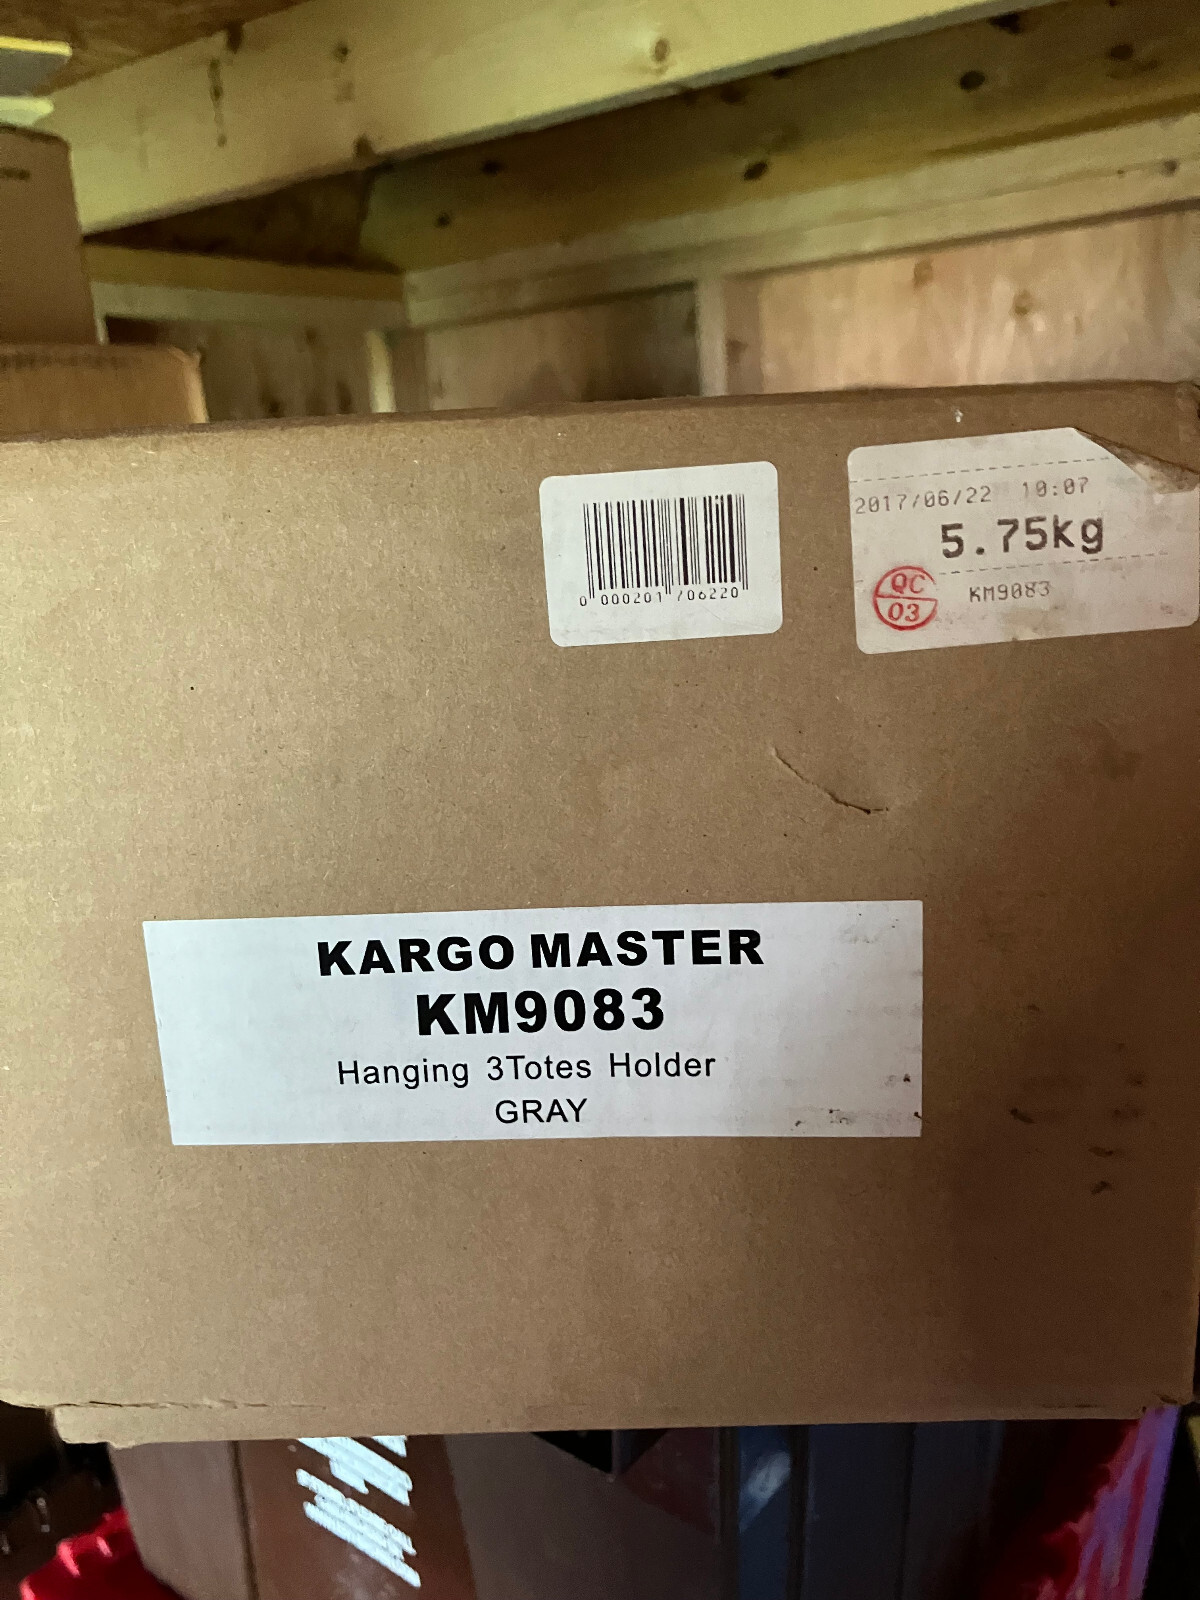 0 000201 706220
2017/06/22 10:07
5.75kg
QC
03
KM9083
KARGO MASTER
KM9083
Hanging 3Totes Holder
GRAY